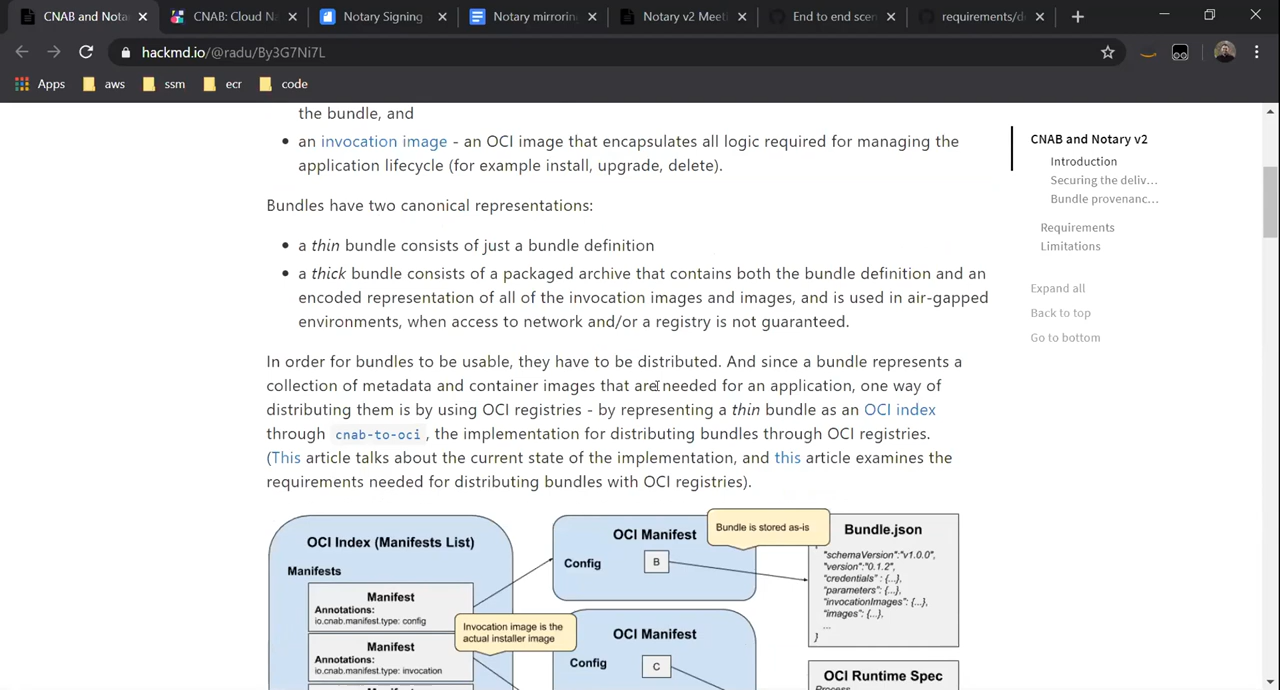 CNAB and Nota
CNAB: Cloud N
Notary Signing
Notary mirrorin
Notary v2 Meeti
End to end scen
requirements/de
hackmd.io/@radu/By3G7Ni7L
Apps
aws
ssm
ecr
code
the bundle, and
• an invocation image - an OCI image that encapsulates all logic required for managing the
application lifecycle (for example install, upgrade, delete).
Bundles have two canonical representations:
• a thin bundle consists of just a bundle definition
• a thick bundle consists of a packaged archive that contains both the bundle definition and an
encoded representation of all of the invocation images and images, and is used in air-gapped
environments, when access to network and/or a registry is not guaranteed.
In order for bundles to be usable, they have to be distributed. And since a bundle represents a
collection of metadata and container images that are needed for an application, one way of
distributing them is by using OCI registries - by representing a thin bundle as an OCI index
through cnab-to-oci, the implementation for distributing bundles through OCI registries.
(This article talks about the current state of the implementation, and this article examines the
requirements needed for distributing bundles with OCI registries).
OCI Index (Manifests List)
Manifests
Manifest
Annotations:
io.cnab.manifest.type: config
Manifest
Annotations:
io.cnab.manifest.type: invocation
Invocation image is the
actual installer image
OCI Manifest
Config
B
Bundle is stored as-is
OCI Manifest
Config
C
Bundle.json
"schemaVersion":"v1.0.0",
"version":"0.1.2",
"credentials" : {...},
"parameters": {...},
"invocationImages": {...},
"images": {...},
...
}
OCI Runtime Spec
CNAB and Notary v2
Introduction
Securing the deliv...
Bundle provenanc...
Requirements
Limitations
Expand all
Back to top
Go to bottom